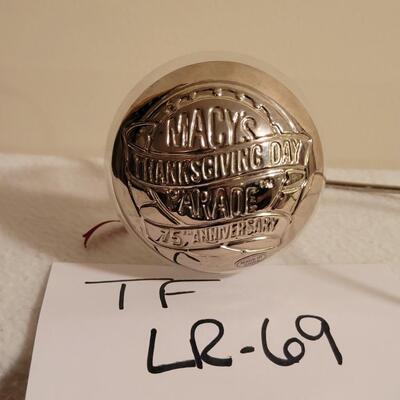 MACY'S
THANKSGIVING DAY
PARADE
75TH ANNIVERSARY
TF
LR-69